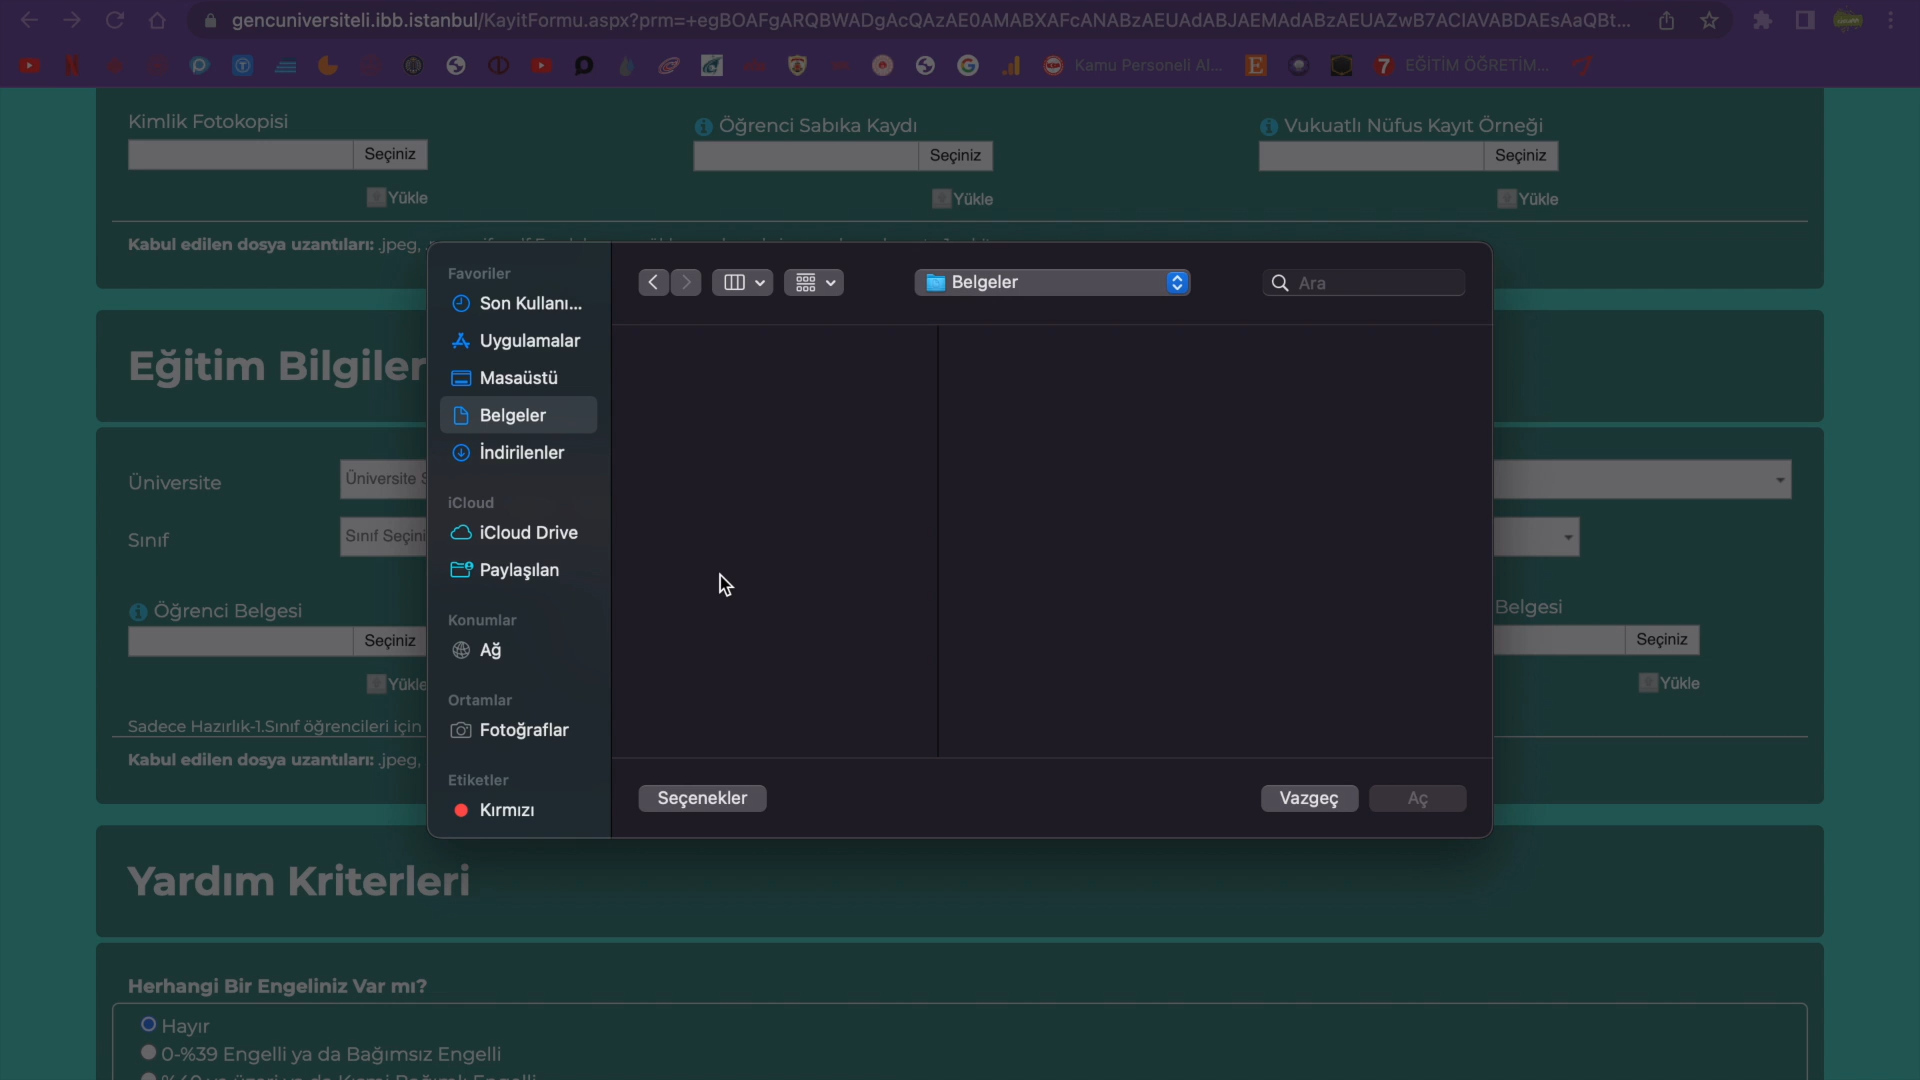 gencuniversiteli.ibb.istanbul/KayitFormu.aspx?prm=+egBOAFgARQBWADgAcQAzAE0AMABXAFcANABzAEUAdABJAEMAdABzAEUAZwB7ACIAVABDAEsAaQBt...
Kamu Personeli Al...
EĞİTİM ÖĞRETİM...
Kimlik Fotokopisi
Öğrenci Sabıka Kaydı
Vukuatlı Nüfus Kayıt Örneği
Seçiniz
Seçiniz
Seçiniz
Yükle
Yükle
Yükle
Kabul edilen dosya uzantıları: .jpeg,
Favoriler
Son Kullanı...
Uygulamalar
Masaüstü
Belgeler
İndirilenler
iCloud
iCloud Drive
Paylaşılan
Konumlar
Ağ
Ortamlar
Fotoğraflar
Etiketler
Kırmızı
Belgeler
Ara
Seçenekler
Vazgeç
Aç
Eğitim Bilgiler
Üniversite
Üniversite S
Sınıf
Sınıf Seçini
Öğrenci Belgesi
Belgesi
Seçiniz
Seçiniz
Yükle
Yükle
Sadece Hazırlık-1.Sınıf öğrencileri için
Kabul edilen dosya uzantıları: .jpeg,
Yardım Kriterleri
Herhangi Bir Engeliniz Var mı?
Hayır
0-%39 Engelli ya da Bağımsız Engelli